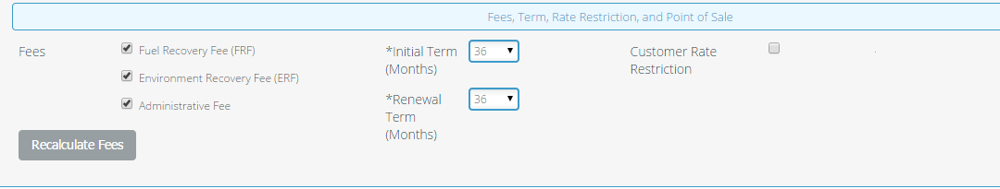 Fees, Term, Rate Restriction, and Point of Sale
Fees
Fuel Recovery Fee (FRF)
Environment Recovery Fee (ERF)
Administrative Fee
Recalculate Fees
*Initial Term
(Months)
36
*Renewal
Term
(Months)
36
Customer Rate
Restriction